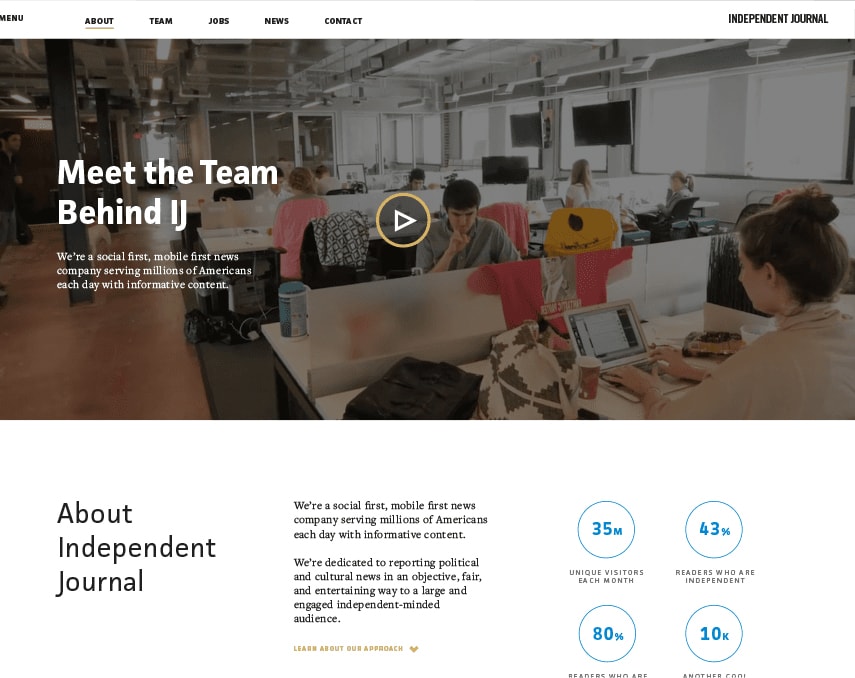 MENU
ABOUT
TEAM
JOBS
NEWS
CONTACT
INDEPENDENT JOURNAL
Meet the Team
Behind IJ
We're a social first, mobile first news
company serving millions of Americans
each day with informative content.
About
Independent
Journal
We're a social first, mobile first news
company serving millions of Americans
each day with informative content.
We're dedicated to reporting political
and cultural news in an objective, fair,
and entertaining way to a large and
engaged independent-minded
audience.
LEARN ABOUT OUR APPROACH
35M
UNIQUE VISITORS
EACH MONTH
43%
READERS WHO ARE
INDEPENDENT
80%
READERS WHO ARE
10K
ANOTHER COOL